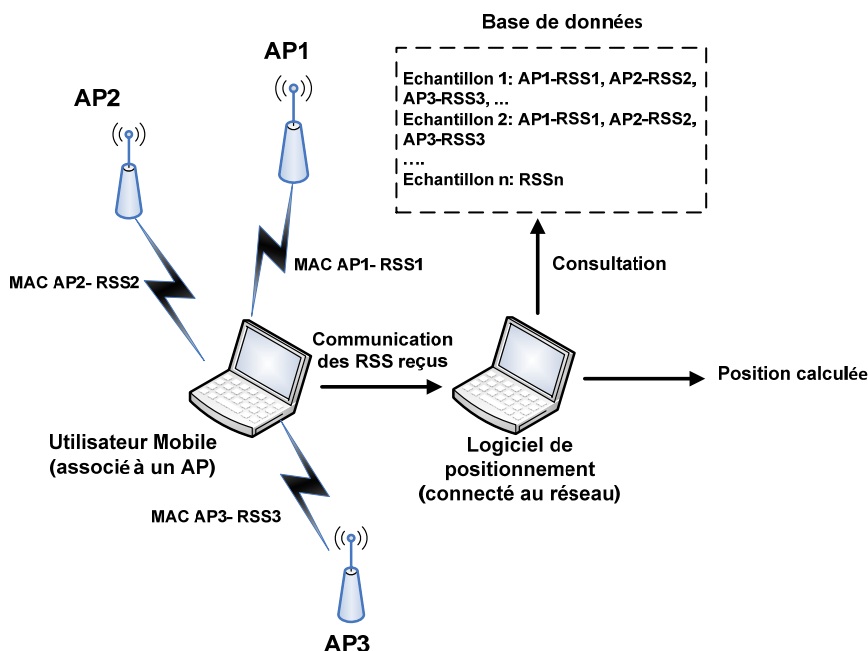 Base de données
AP1
Echantillon 1: AP1-RSS1, AP2-RSS2,
AP3-RSS3, ...
Echantillon 2: AP1-RSS1, AP2-RSS2,
AP3-RSS3
....
Echantillon n: RSSn
AP2
Consultation
MAC AP1- RSS1
MAC AP2- RSS2
Communication
des RSS reçus
Position calculée
Utilisateur Mobile
(associé à un AP)
Logiciel de
positionnement
(connecté au réseau)
MAC AP3- RSS3
AP3